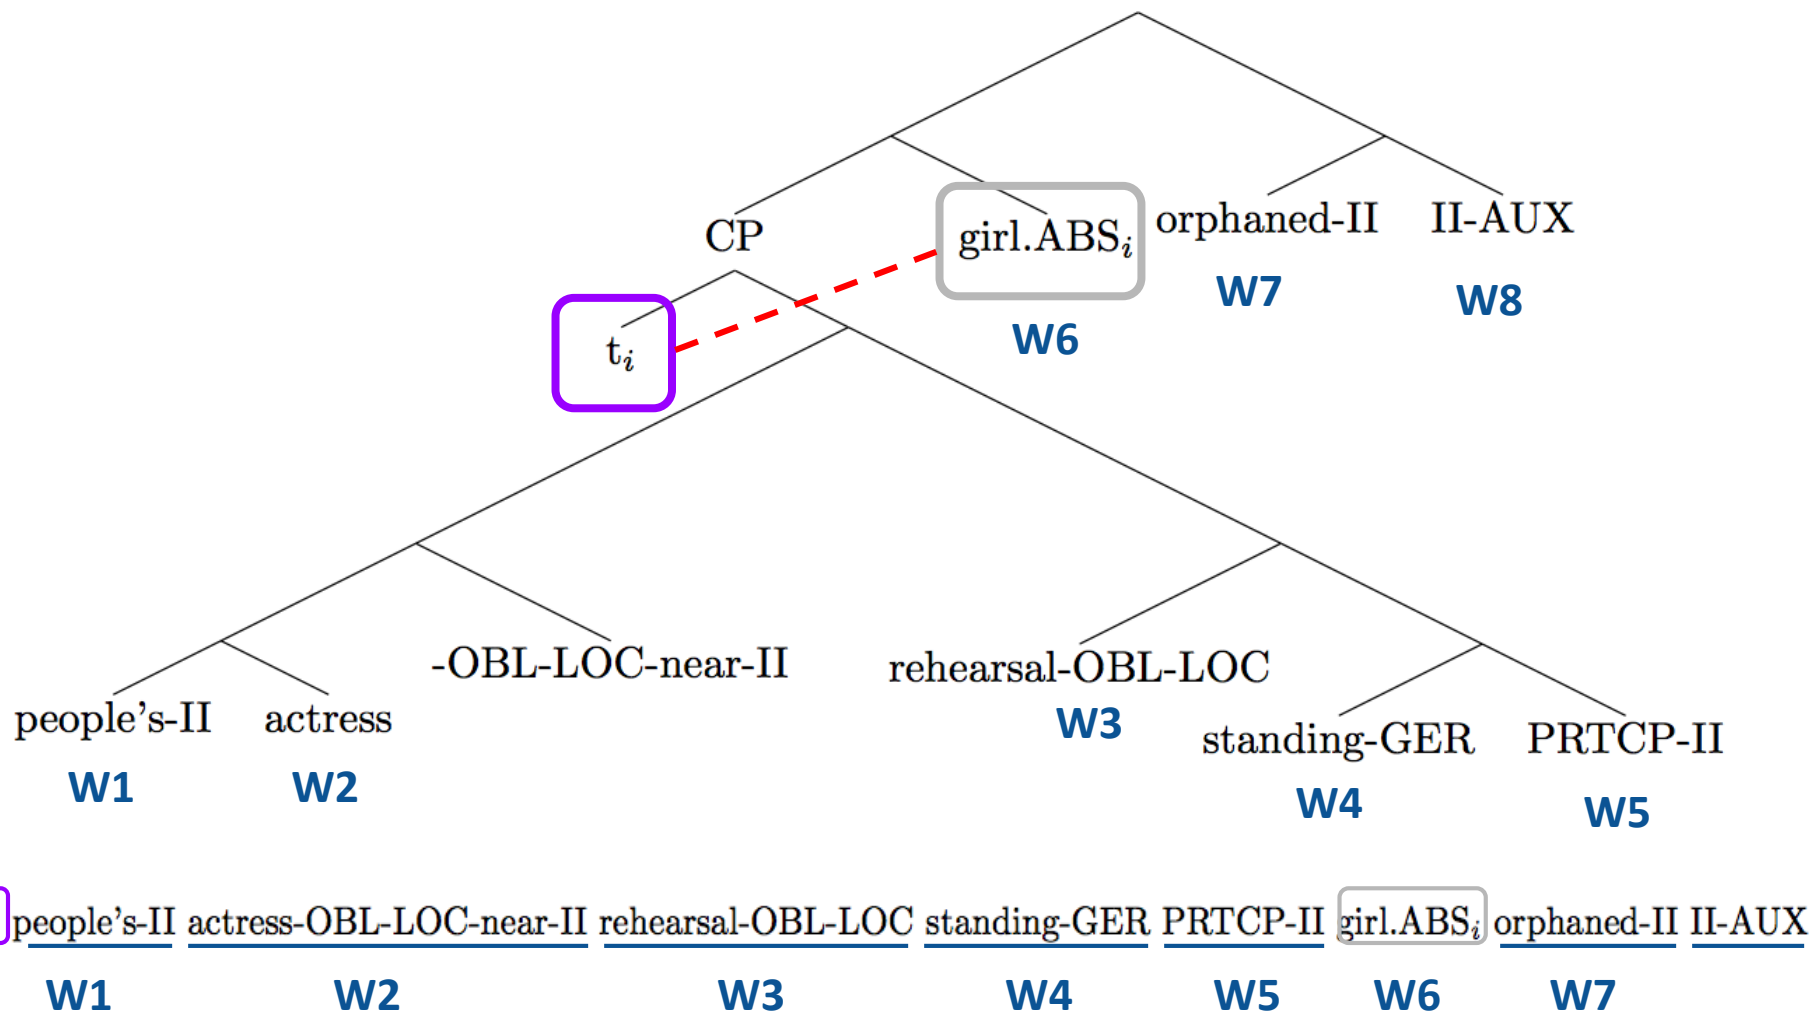 CP
girl.ABSi
orphaned-II II-AUX
W7 W8
W6
ti
-OBL-LOC-near-II
rehearsal-OBL-LOC
people's-II actress
W3
standing-GER PRTCP-II
W1 W2
W4 W5
people's-II actress-OBL-LOC-near-II rehearsal-OBL-LOC standing-GER PRTCP-II girl.ABSi orphaned-II II-AUX
W1 W2 W3 W4 W5 W6 W7